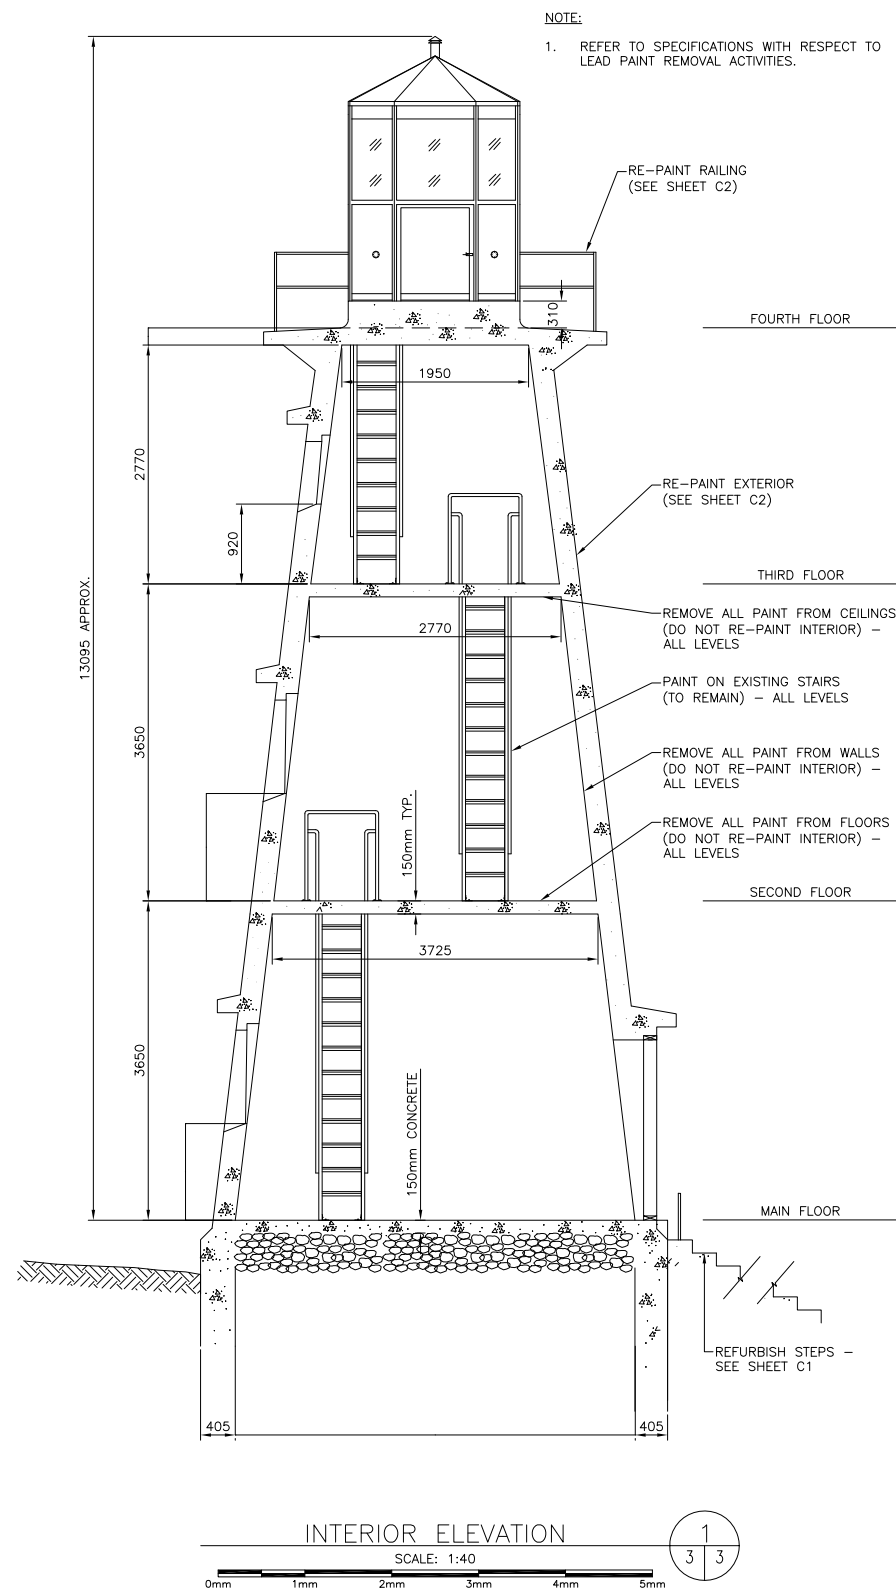 NOTE:
1. REFER TO SPECIFICATIONS WITH RESPECT TO
LEAD PAINT REMOVAL ACTIVITIES.
RE-PAINT RAILING
(SEE SHEET C2)
310
FOURTH FLOOR
1950
2770
RE-PAINT EXTERIOR
(SEE SHEET C2)
920
THIRD FLOOR
13095 APPROX.
REMOVE ALL PAINT FROM CEILINGS
(DO NOT RE-PAINT INTERIOR) –
ALL LEVELS
2770
PAINT ON EXISTING STAIRS
(TO REMAIN) – ALL LEVELS
3650
REMOVE ALL PAINT FROM WALLS
(DO NOT RE-PAINT INTERIOR) –
ALL LEVELS
150mm TYP.
REMOVE ALL PAINT FROM FLOORS
(DO NOT RE-PAINT INTERIOR) –
ALL LEVELS
SECOND FLOOR
3725
3650
150mm CONCRETE
MAIN FLOOR
REFURBISH STEPS –
SEE SHEET C1
405
405
INTERIOR ELEVATION
SCALE: 1:40
1
3 3
0mm 1mm 2mm 3mm 4mm 5mm